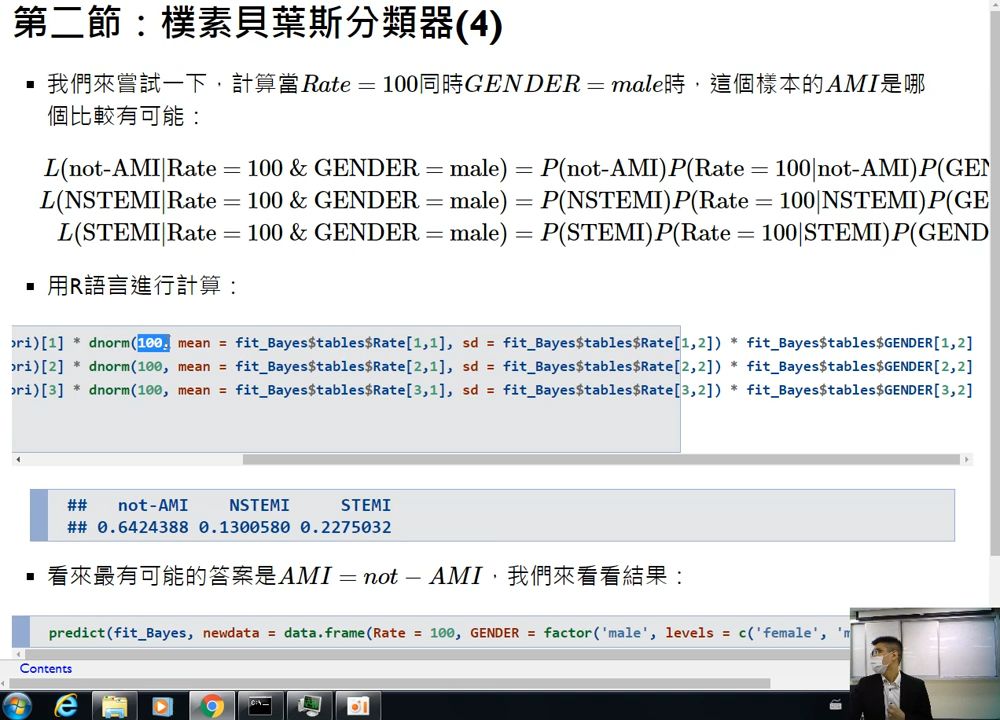 第二節：樸素貝葉斯分類器(4)
▪ 我們來嘗試一下，計算當Rate = 100同時GENDER = male時，這個樣本的AMI是哪
個比較有可能：
L(not-AMI|Rate = 100 & GENDER = male) = P(not-AMI)P(Rate = 100|not-AMI)P(GEN
L(NSTEMI|Rate = 100 & GENDER = male) = P(NSTEMI)P(Rate = 100|NSTEMI)P(GE
L(STEMI|Rate = 100 & GENDER = male) = P(STEMI)P(Rate = 100|STEMI)P(GEND
▪ 用R語言進行計算：
ori)[1] * dnorm(100, mean = fit_Bayes$tables$Rate[1,1], sd = fit_Bayes$tables$Rate[1,2]) * fit_Bayes$tables$GENDER[1,2]
ori)[2] * dnorm(100, mean = fit_Bayes$tables$Rate[2,1], sd = fit_Bayes$tables$Rate[2,2]) * fit_Bayes$tables$GENDER[2,2]
ori)[3] * dnorm(100, mean = fit_Bayes$tables$Rate[3,1], sd = fit_Bayes$tables$Rate[3,2]) * fit_Bayes$tables$GENDER[3,2]
## not-AMI NSTEMI STEMI
## 0.6424388 0.1300580 0.2275032
▪ 看來最有可能的答案是AMI = not − AMI，我們來看看結果：
predict(fit_Bayes, newdata = data.frame(Rate = 100, GENDER = factor('male', levels = c('female', 'm
Contents